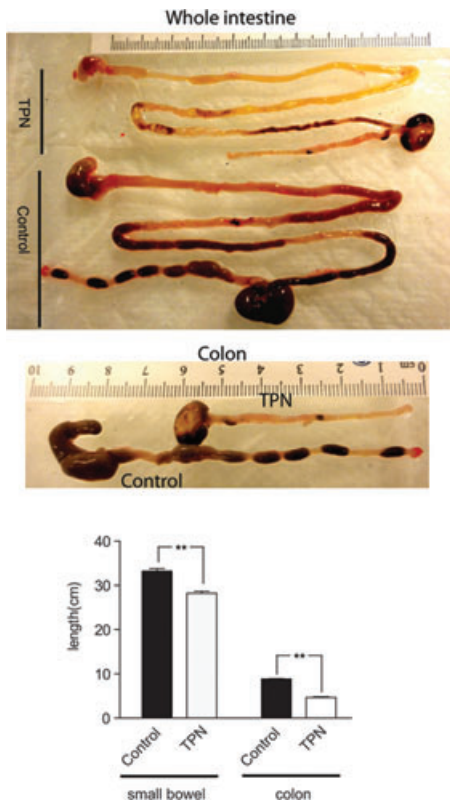 Whole intestine
TPN
Control
Colon
10 9 8 7 6 5 4 3 2 1 cm 0
TPN
Control
length(cm)
40
30
20
10
0
**
**
Control
TPN
Control
TPN
small bowel
colon